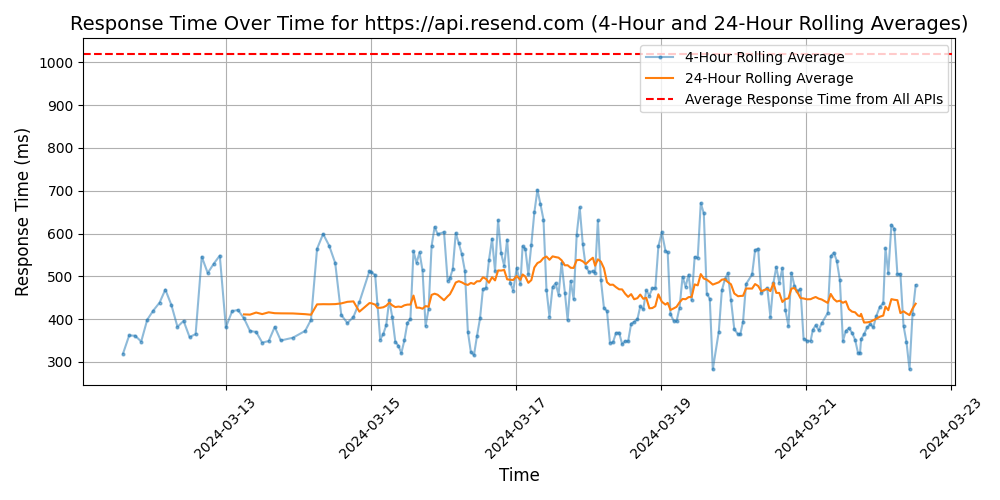 Response Time Over Time for https://api.resend.com (4-Hour and 24-Hour Rolling Averages)
4-Hour Rolling Average
24-Hour Rolling Average
Average Response Time from All APIs
Response Time (ms)
1000
900
800
700
600
500
400
300
2024-03-13
2024-03-15
2024-03-17
2024-03-19
2024-03-21
2024-03-23
Time